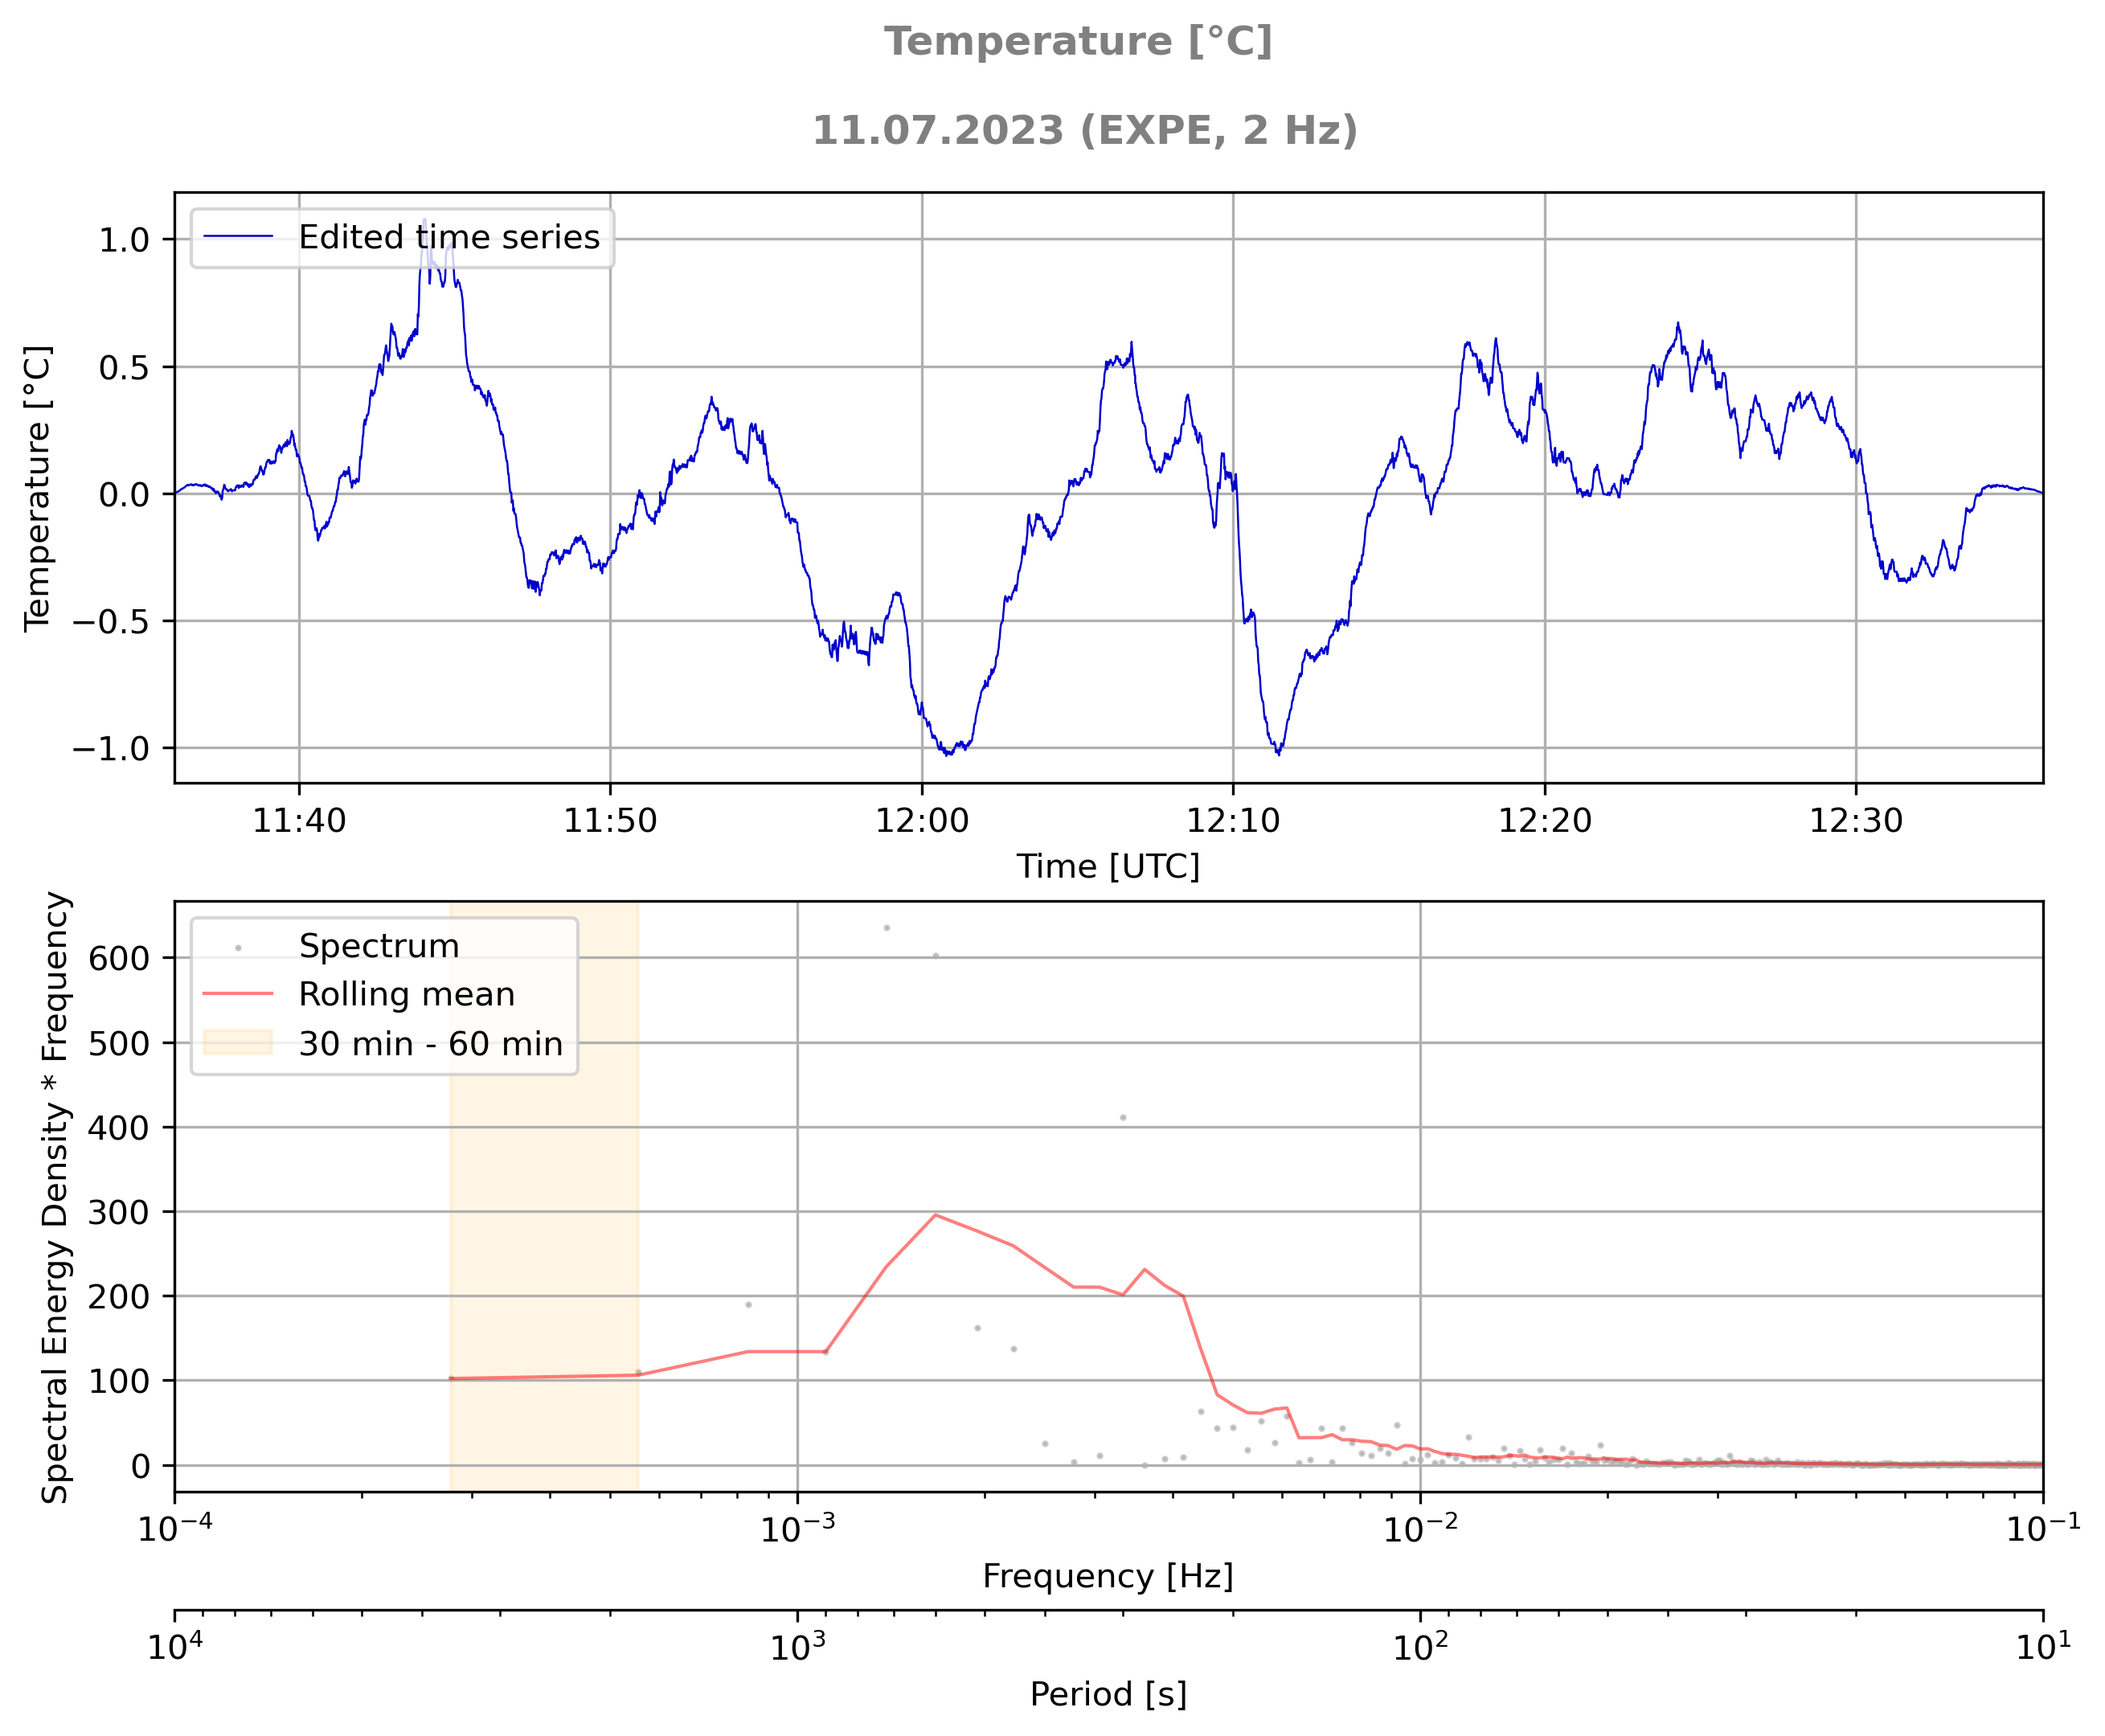 Temperature [°C]
11.07.2023 (EXPE, 2 Hz)
Temperature [°C]
1.0
0.5
0.0
−0.5
−1.0
Edited time series
11:40 11:50 12:00 12:10 12:20 12:30
Time [UTC]
Spectral Energy Density * Frequency
600
500
400
300
200
100
0
Spectrum
Rolling mean
30 min - 60 min
10⁻⁴ 10⁻³ 10⁻² 10⁻¹
Frequency [Hz]
10⁴ 10³ 10² 10¹
Period [s]